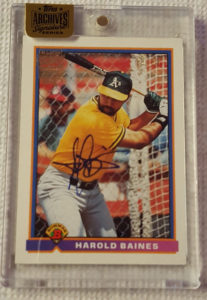 Topps
ARCHIVES
Signature
SERIES
A's
HAROLD BAINES